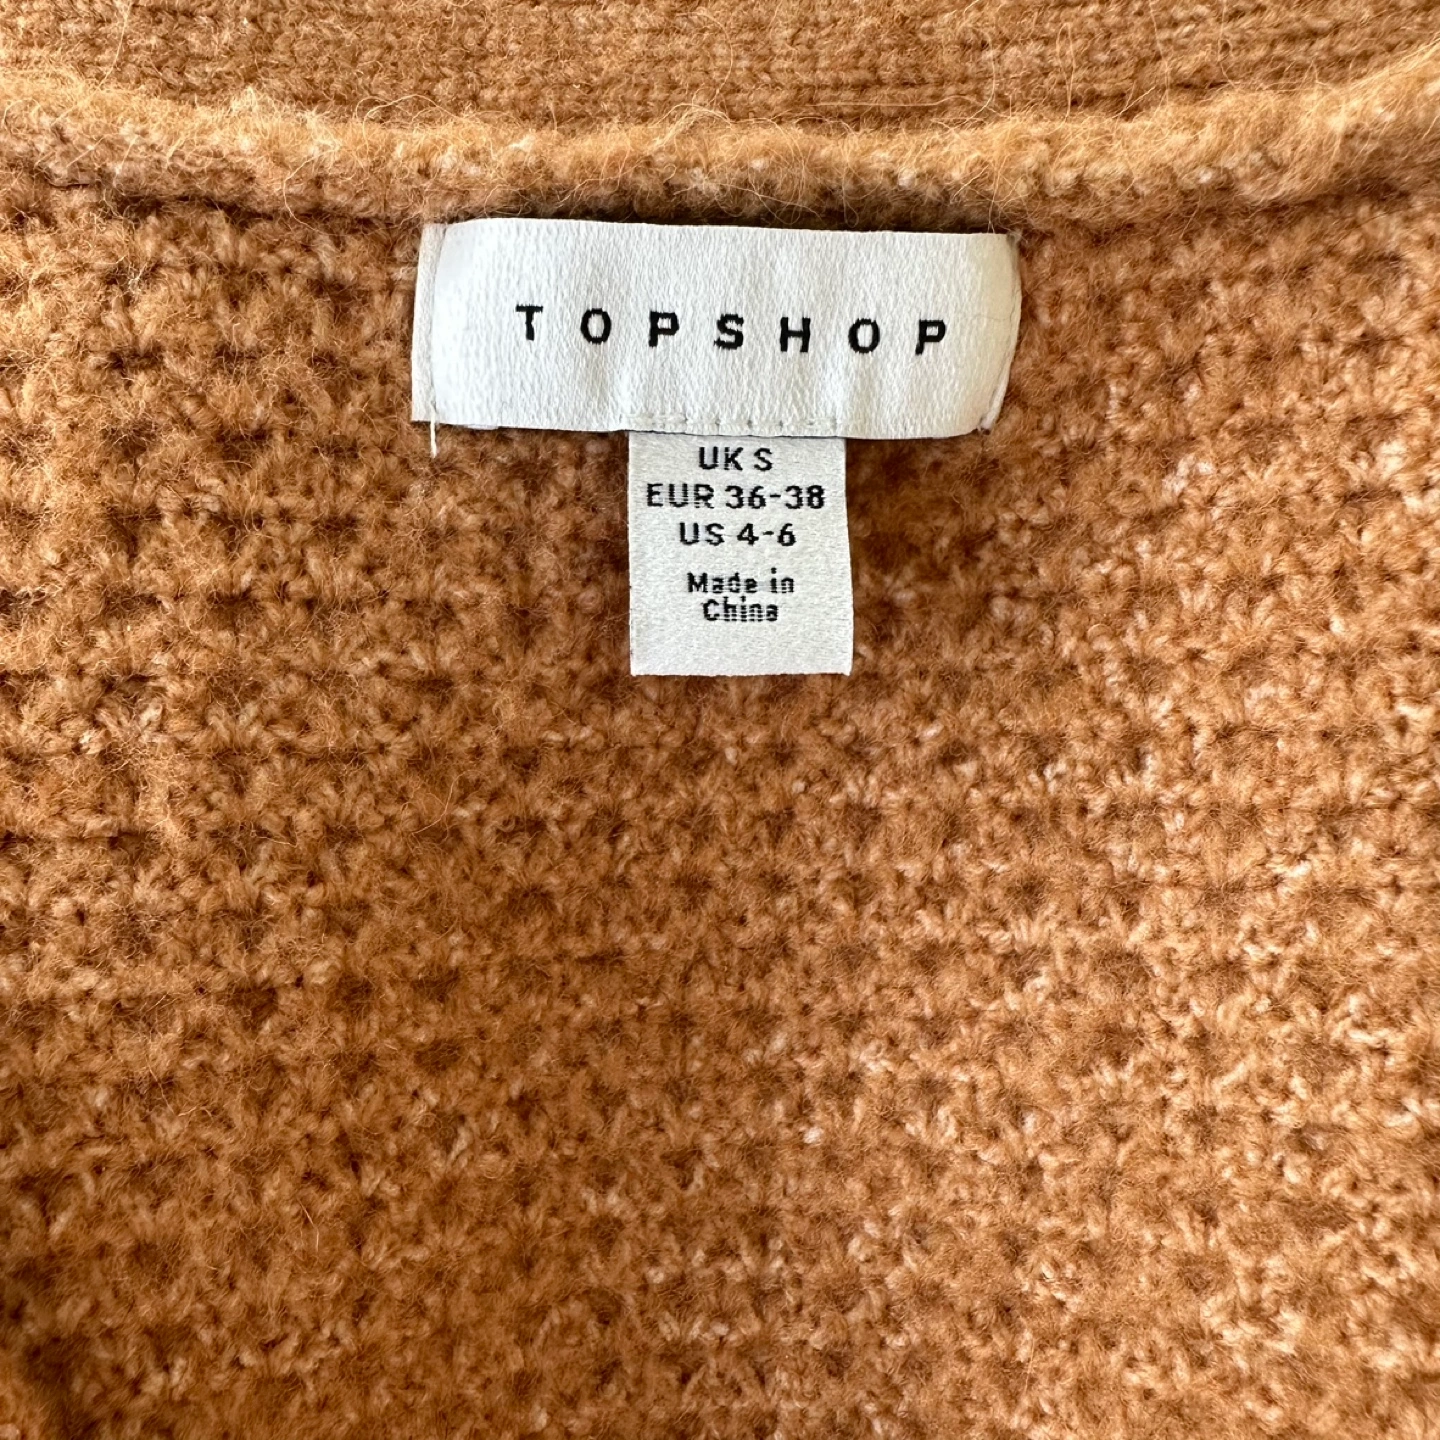 TOPSHOP
UK S
EUR 36-38
US 4-6
Made in
China